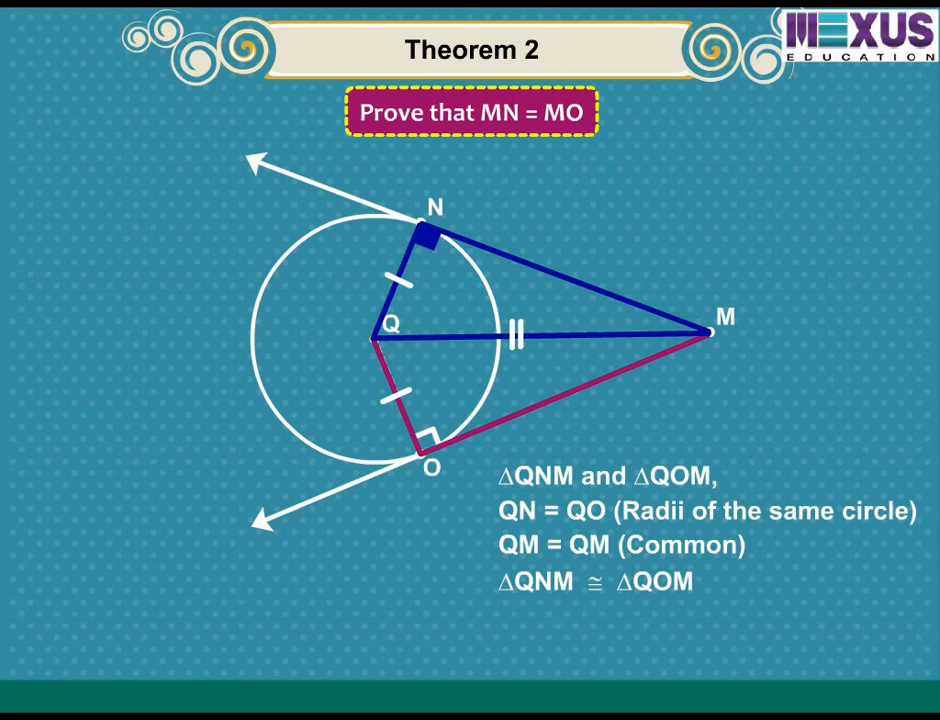 MEXUS
EDUCATION
Theorem 2
Prove that MN = MO
N
Q
M
O
∆QNM and ∆QOM,
QN = QO (Radii of the same circle)
QM = QM (Common)
∆QNM ≅ ∆QOM